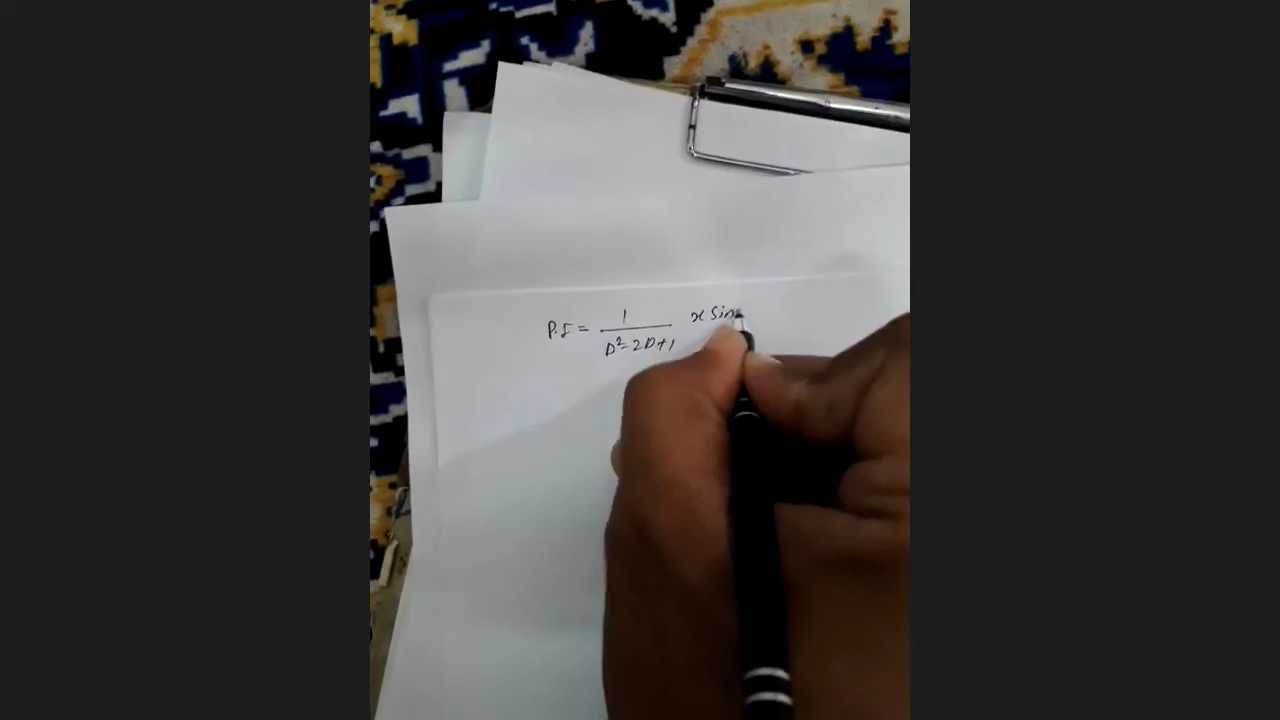 P.I = 1 / D²-2D+1 x Sin